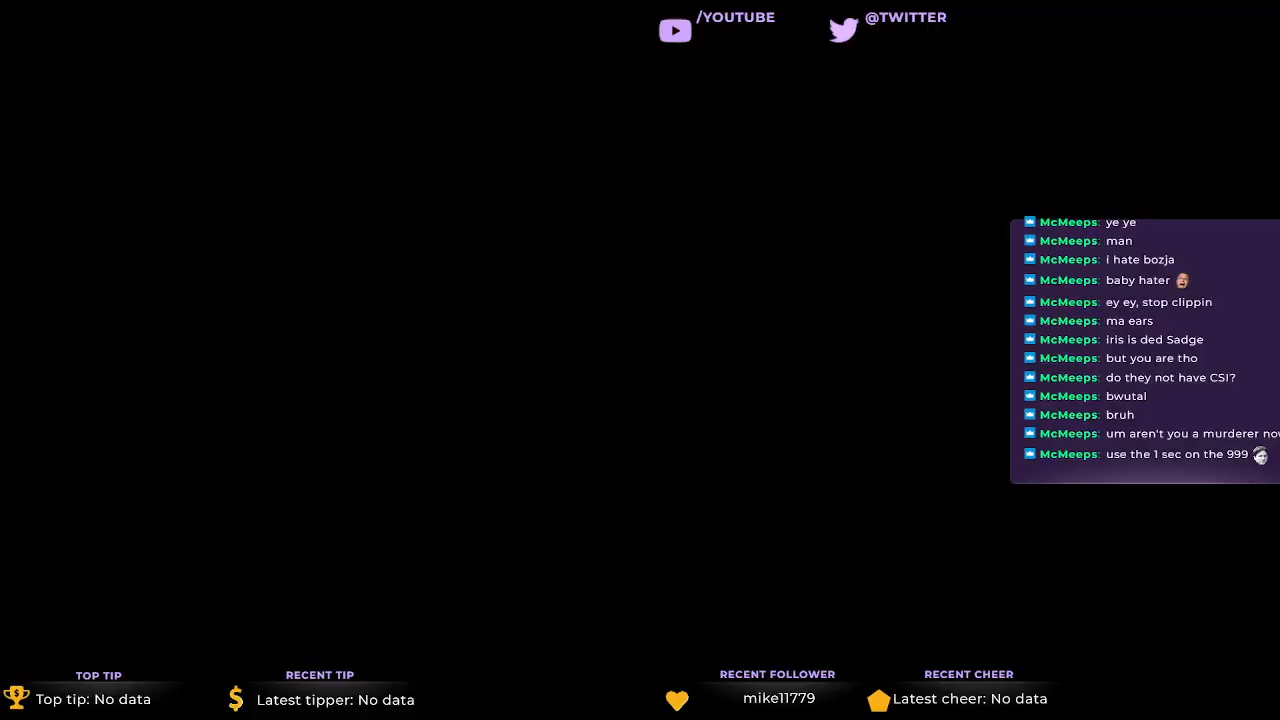 /YOUTUBE
@TWITTER
McMeeps: ye ye
McMeeps: man
McMeeps: i hate bozja
McMeeps: baby hater
McMeeps: ey ey, stop clippin
McMeeps: ma ears
McMeeps: iris is ded Sadge
McMeeps: but you are tho
McMeeps: do they not have CSI?
McMeeps: bwutal
McMeeps: bruh
McMeeps: um aren't you a murderer
McMeeps: use the 1 sec on the 999
TOP TIP
Top tip: No data
RECENT TIP
Latest tipper: No data
RECENT FOLLOWER
mike11779
RECENT CHEER
Latest cheer: No data